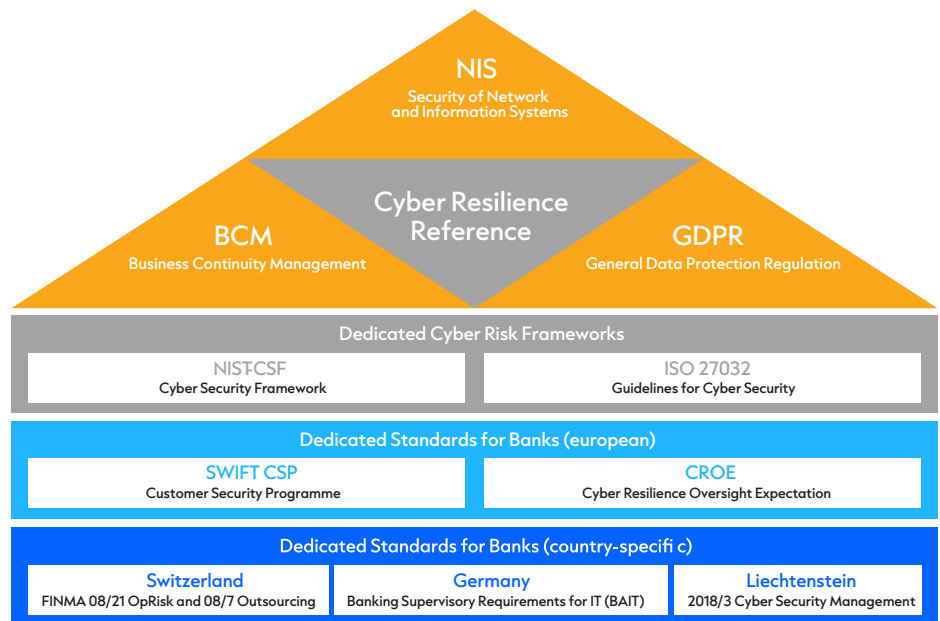 NIS
Security of Network
and Information Systems
Cyber Resilience
Reference
BCM
Business Continuity Management
GDPR
General Data Protection Regulation
Dedicated Cyber Risk Frameworks
NIST-CSF
Cyber Security Framework
ISO 27032
Guidelines for Cyber Security
Dedicated Standards for Banks (european)
SWIFT CSP
Customer Security Programme
CROE
Cyber Resilience Oversight Expectation
Dedicated Standards for Banks (country-specifi c)
Switzerland
FINMA 08/21 OpRisk and 08/7 Outsourcing
Germany
Banking Supervisory Requirements for IT (BAIT)
Liechtenstein
2018/3 Cyber Security Management